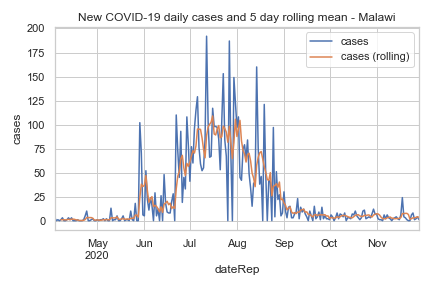 New COVID-19 daily cases and 5 day rolling mean - Malawi
cases
cases (rolling)
200
175
150
125
100
75
50
25
0
cases
May Jun Jul Aug Sep Oct Nov
2020
dateRep